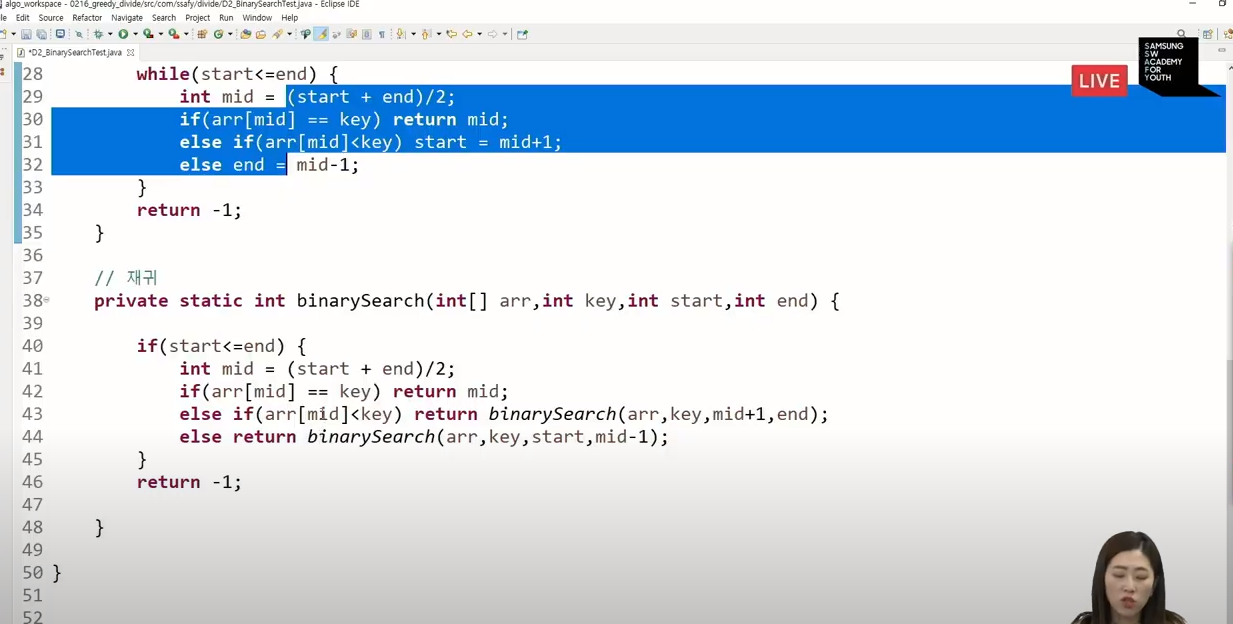 algo_workspace - 0216_greedy_divide/src/com/ssafy/divide/D2_BinarySearchTest.java - Eclipse IDE
Edit Source Refactor Navigate Search Project Run Window Help
*D2_BinarySearchTest.java
SAMSUNG
SW
ACADEMY
FOR
YOUTH
LIVE
28 while(start<=end) {
29 int mid = (start + end)/2;
30 if(arr[mid] == key) return mid;
31 else if(arr[mid]<key) start = mid+1;
32 else end = mid-1;
33 }
34 return -1;
35 }
36
37 // 재귀
38 private static int binarySearch(int[] arr,int key,int start,int end) {
39
40 if(start<=end) {
41 int mid = (start + end)/2;
42 if(arr[mid] == key) return mid;
43 else if(arr[mid]<key) return binarySearch(arr,key,mid+1,end);
44 else return binarySearch(arr,key,start,mid-1);
45 }
46 return -1;
47
48 }
49
50 }
51
52